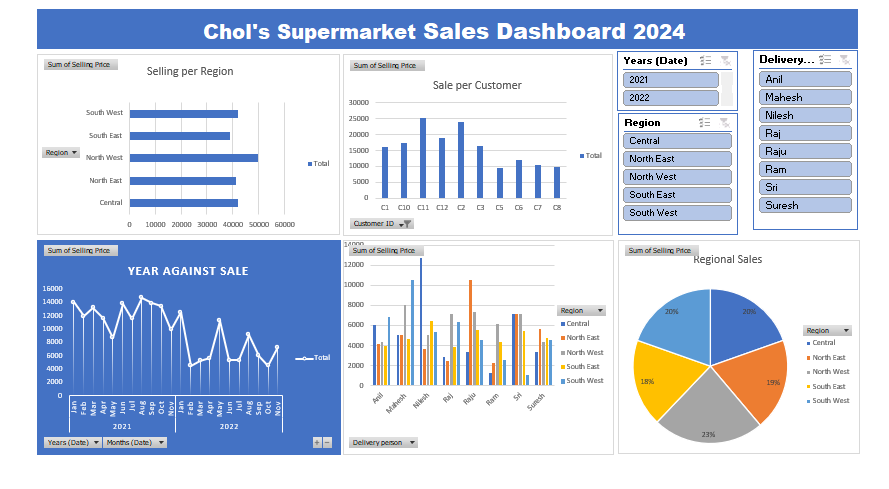 Chol's Supermarket Sales Dashboard 2024
Sum of Selling Price
Selling per Region
South West
South East
North West
North East
Central
0 10000 20000 30000 40000 50000 60000
Region
Total
Sum of Selling Price
Sale per Customer
30000
25000
20000
15000
10000
5000
0
C1 C10 C11 C12 C2 C3 C5 C6 C7 C8
Total
Customer ID
Years (Date)
2021
2022
Region
Central
North East
North West
South East
South West
Delivery...
Anil
Mahesh
Nilesh
Raj
Raju
Ram
Sri
Suresh
Sum of Selling Price
YEAR AGAINST SALE
16000
14000
12000
10000
8000
6000
4000
2000
0
Jan Feb Mar Apr May Jun Jul Aug Sep Oct Nov Jan Feb Mar Apr May Jun Jul Aug Sep Oct Nov
2021 2022
Total
Years (Date) Months (Date)
14000
Sum of Selling Price
12000
10000
8000
6000
4000
2000
0
Anil Mahesh Nilesh Raj Raju Ram Sri Suresh
Region
Central
North East
North West
South East
South West
Delivery person
Sum of Selling Price
Regional Sales
20%
20%
19%
18%
23%
Region
Central
North East
North West
South East
South West